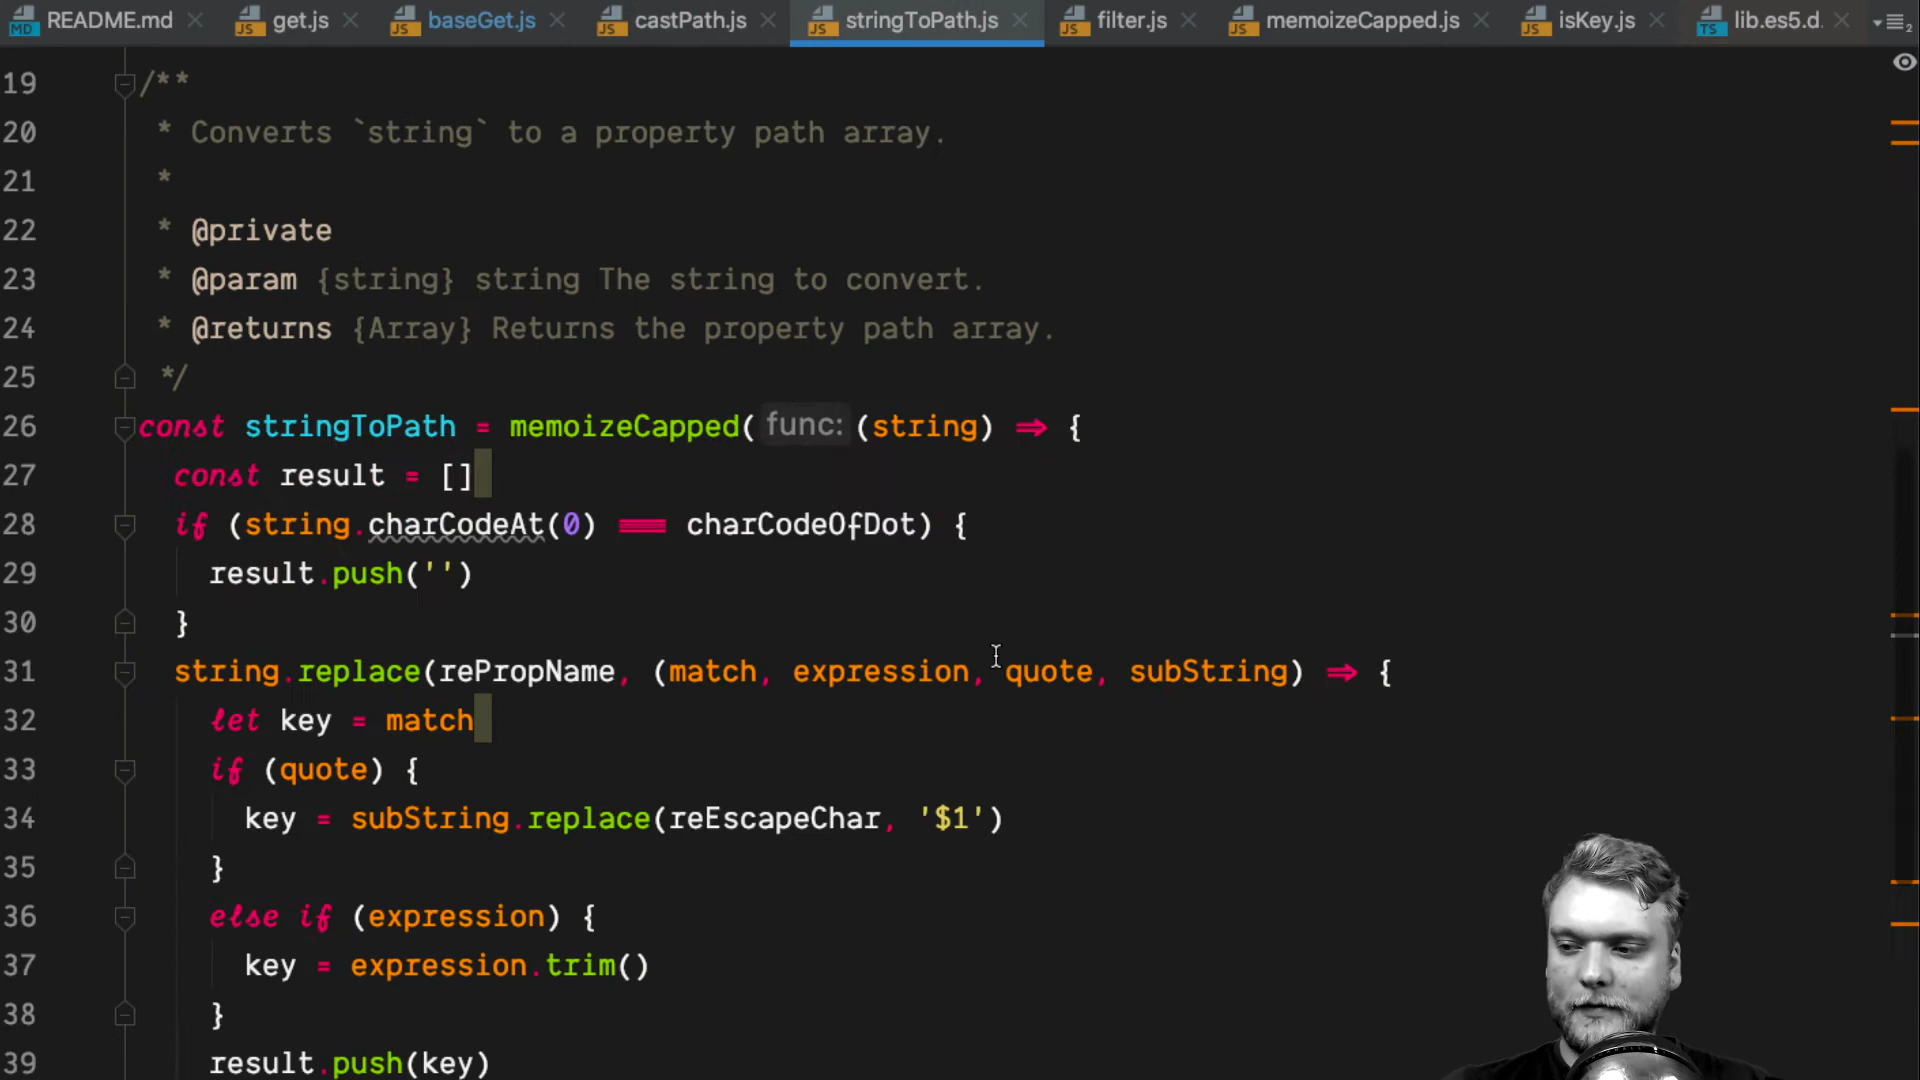 README.md get.js baseGet.js castPath.js stringToPath.js filter.js memoizeCapped.js isKey.js lib.es5.d.
19 /**
20 * Converts `string` to a property path array.
21 *
22 * @private
23 * @param {string} string The string to convert.
24 * @returns {Array} Returns the property path array.
25 */
26 const stringToPath = memoizeCapped( func: (string) => {
27 const result = []
28 if (string.charCodeAt(0) === charCodeOfDot) {
29 result.push('')
30 }
31 string.replace(rePropName, (match, expression, quote, subString) => {
32 let key = match
33 if (quote) {
34 key = subString.replace(reEscapeChar, '$1')
35 }
36 else if (expression) {
37 key = expression.trim()
38 }
39 result.push(key)